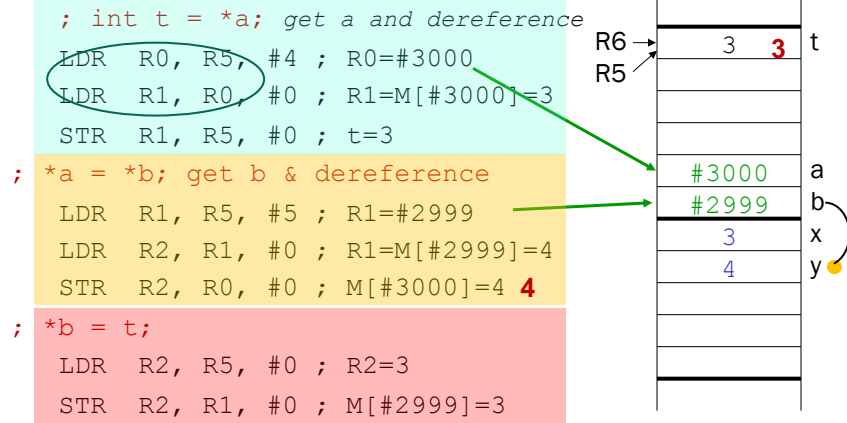 ; int t = *a; get a and dereference
LDR R0, R5, #4 ; R0=#3000
LDR R1, R0, #0 ; R1=M[#3000]=3
STR R1, R5, #0 ; t=3
; *a = *b; get b & dereference
LDR R1, R5, #5 ; R1=#2999
LDR R2, R1, #0 ; R1=M[#2999]=4
STR R2, R0, #0 ; M[#3000]=4 4
; *b = t;
LDR R2, R5, #0 ; R2=3
STR R2, R1, #0 ; M[#2999]=3
R6 3 3 t
R5
#3000 a
#2999 b
3 x
4 y